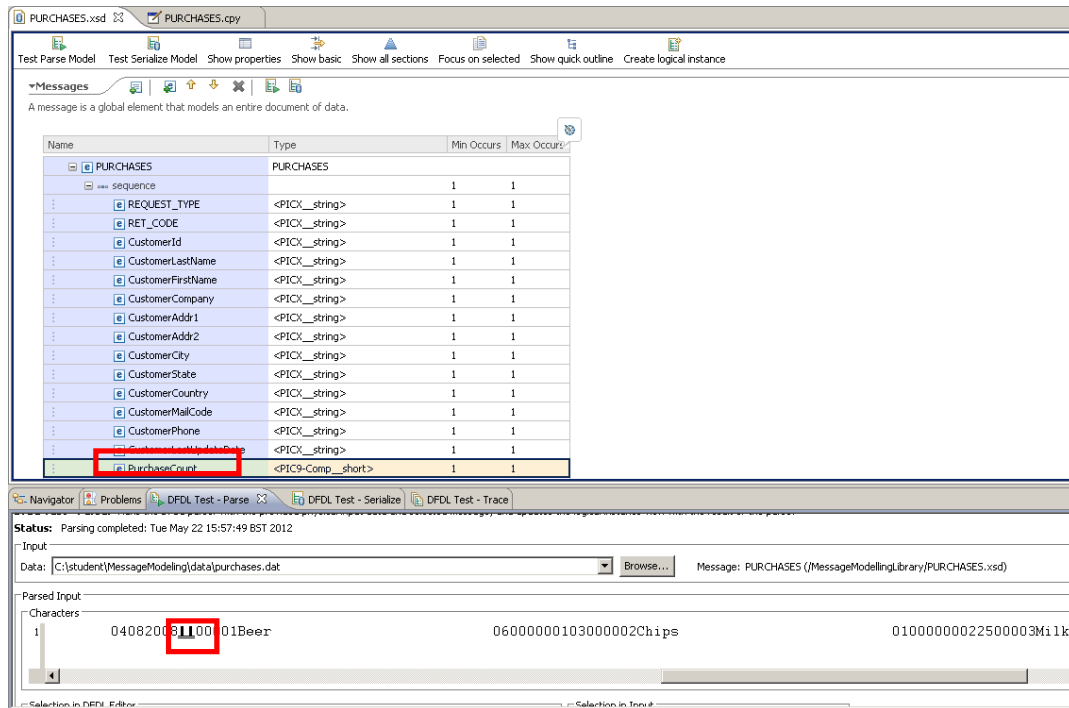 PURCHASES.xsd PURCHASES.cpy
Test Parse Model Test Serialize Model Show properties Show basic Show all sections Focus on selected Show quick outline Create logical instance
Messages
A message is a global element that models an entire document of data.
Name Type Min Occurs Max Occurs
PURCHASES PURCHASES
sequence 1 1
REQUEST_TYPE <PICX__string> 1 1
RET_CODE <PICX__string> 1 1
CustomerId <PICX__string> 1 1
CustomerLastName <PICX__string> 1 1
CustomerFirstName <PICX__string> 1 1
CustomerCompany <PICX__string> 1 1
CustomerAddr1 <PICX__string> 1 1
CustomerAddr2 <PICX__string> 1 1
CustomerCity <PICX__string> 1 1
CustomerState <PICX__string> 1 1
CustomerCountry <PICX__string> 1 1
CustomerMailCode <PICX__string> 1 1
CustomerPhone <PICX__string> 1 1
CustomerLastUpdateDate <PICX__string> 1 1
PurchaseCount <PIC9-Comp__short> 1 1
Navigator Problems DFDL Test - Parse DFDL Test - Serialize DFDL Test - Trace
Status: Parsing completed: Tue May 22 15:57:49 BST 2012
Input
Data: C:\student\MessageModeling\data\purchases.dat Browse... Message: PURCHASES (/MessageModellingLibrary/PURCHASES.xsd)
Parsed Input
Characters
1 040820081100001Beer 06000000103000002Chips 01000000022500003Milk
Selection in DFDL Editor Selection in Input